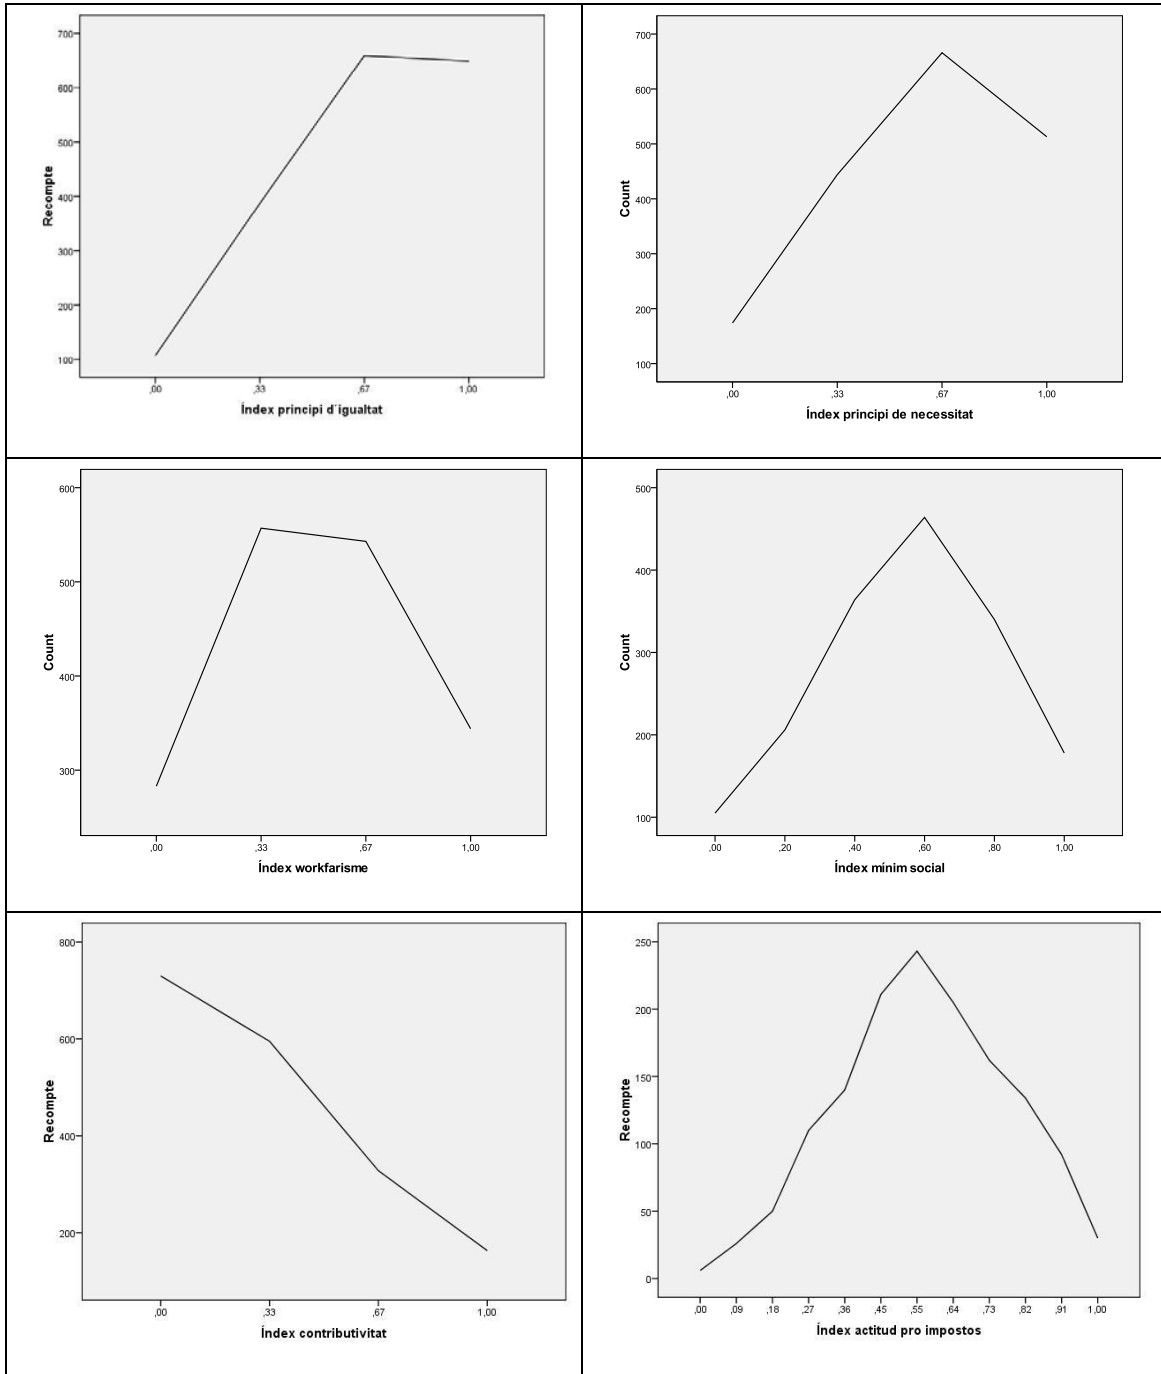 700
600
500
400
300
200
100
Recompte
,00 ,33 ,67 1,00
Índex principi d´igualtat
700
600
500
400
300
200
100
Count
,00 ,33 ,67 1,00
Índex principi de necessitat
600
500
400
300
Count
,00 ,33 ,67 1,00
Índex workfarisme
500
400
300
200
100
Count
,00 ,20 ,40 ,60 ,80 1,00
Índex mínim social
800
600
400
200
Recompte
,00 ,33 ,67 1,00
Índex contributivitat
250
200
150
100
50
0
Recompte
,00 ,09 ,18 ,27 ,36 ,45 ,55 ,64 ,73 ,82 ,91 1,00
Índex actitud pro impostos